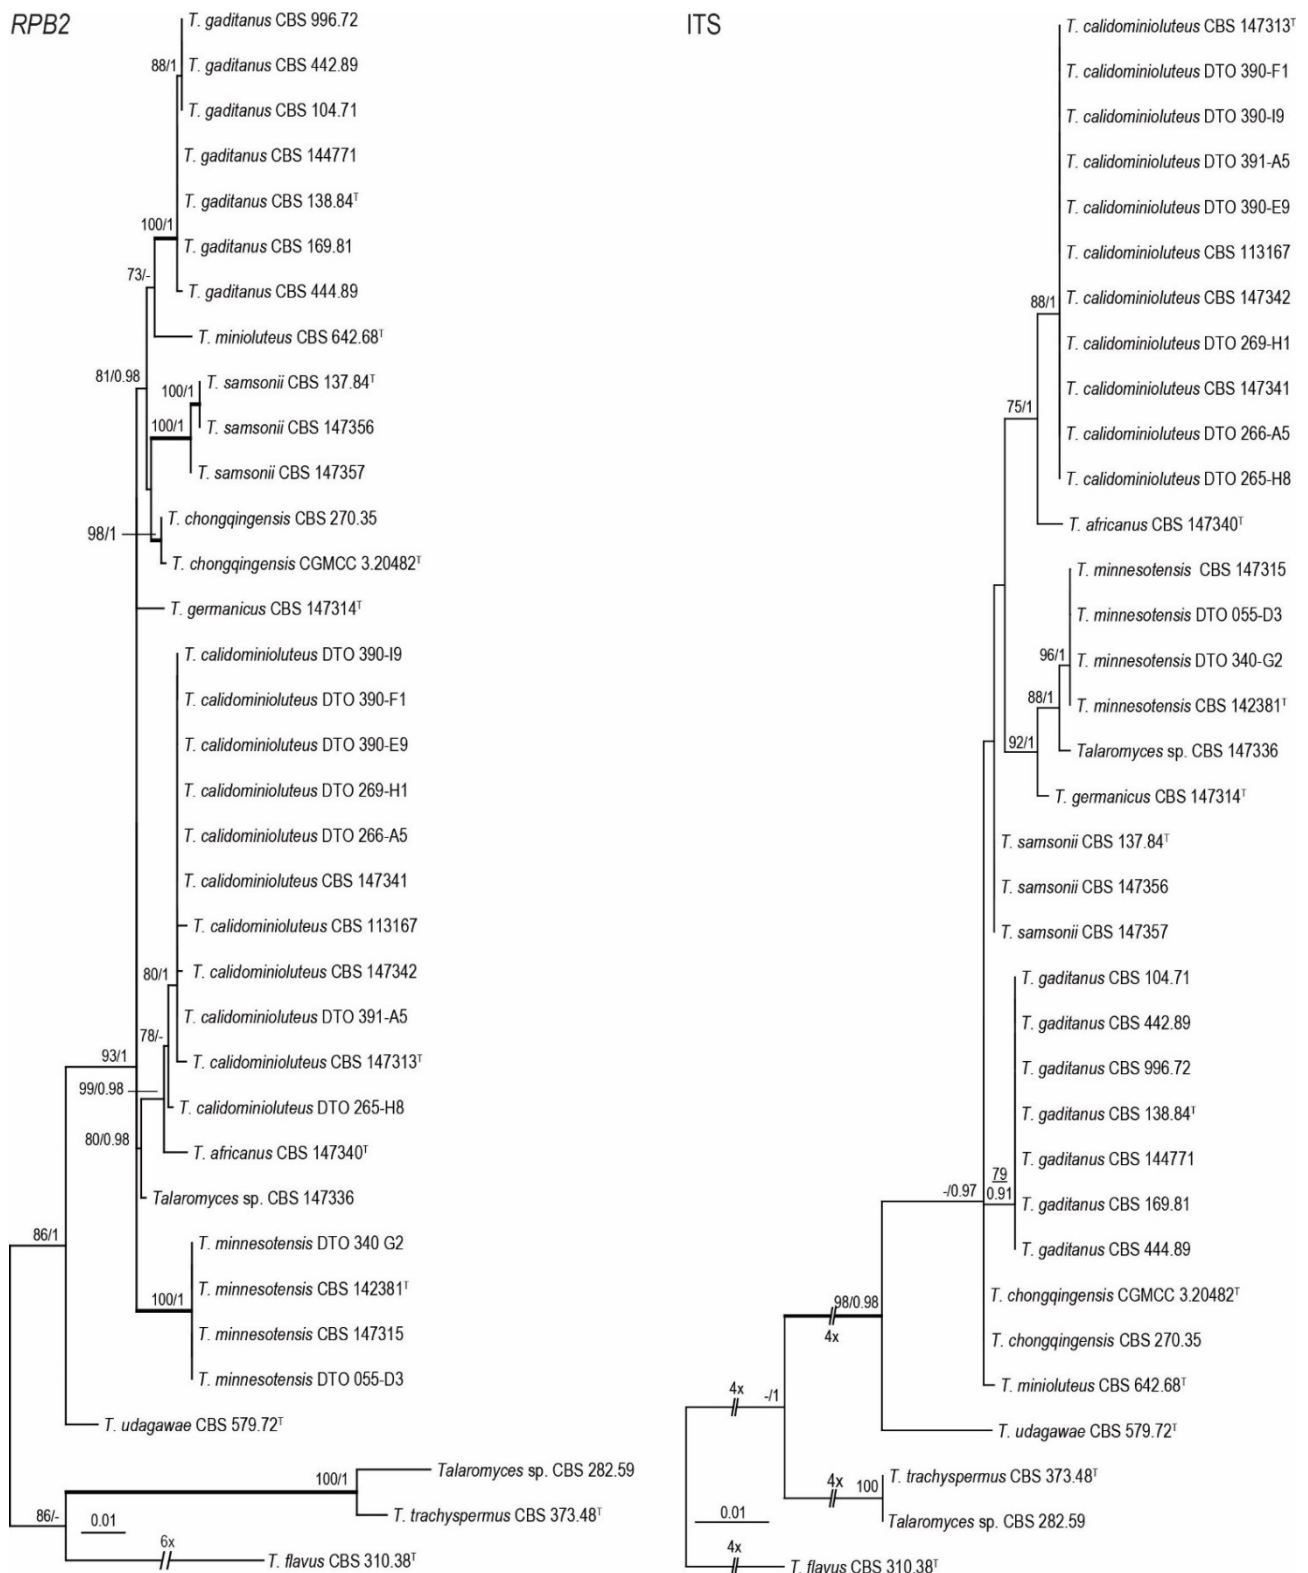 RPB2
T. gaditanus CBS 996.72
88/1
T. gaditanus CBS 442.89
T. gaditanus CBS 104.71
T. gaditanus CBS 144771
T. gaditanus CBS 138.84ᵀ
100/1
T. gaditanus CBS 169.81
73/-
T. gaditanus CBS 444.89
T. minioluteus CBS 642.68ᵀ
81/0.98
100/1
T. samsonii CBS 137.84ᵀ
100/1
T. samsonii CBS 147356
T. samsonii CBS 147357
T. chongqingensis CBS 270.35
98/1
T. chongqingensis CGMCC 3.20482ᵀ
T. germanicus CBS 147314ᵀ
T. calidominioluteus DTO 390-I9
T. calidominioluteus DTO 390-F1
T. calidominioluteus DTO 390-E9
T. calidominioluteus DTO 269-H1
T. calidominioluteus DTO 266-A5
T. calidominioluteus CBS 147341
T. calidominioluteus CBS 113167
80/1
T. calidominioluteus CBS 147342
T. calidominioluteus DTO 391-A5
78/-
93/1
T. calidominioluteus CBS 147313ᵀ
99/0.98
T. calidominioluteus DTO 265-H8
80/0.98
T. africanus CBS 147340ᵀ
Talaromyces sp. CBS 147336
86/1
T. minnesotensis DTO 340 G2
100/1
T. minnesotensis CBS 142381ᵀ
T. minnesotensis CBS 147315
T. minnesotensis DTO 055-D3
T. udagawae CBS 579.72ᵀ
100/1
Talaromyces sp. CBS 282.59
86/-
0.01
T. trachyspermus CBS 373.48ᵀ
6x
T. flavus CBS 310.38ᵀ
ITS
T. calidominioluteus CBS 147313ᵀ
T. calidominioluteus DTO 390-F1
T. calidominioluteus DTO 390-I9
T. calidominioluteus DTO 391-A5
T. calidominioluteus DTO 390-E9
T. calidominioluteus CBS 113167
88/1
T. calidominioluteus CBS 147342
T. calidominioluteus DTO 269-H1
T. calidominioluteus CBS 147341
75/1
T. calidominioluteus DTO 266-A5
T. calidominioluteus DTO 265-H8
T. africanus CBS 147340ᵀ
T. minnesotensis CBS 147315
T. minnesotensis DTO 055-D3
96/1
T. minnesotensis DTO 340-G2
88/1
T. minnesotensis CBS 142381ᵀ
92/1
Talaromyces sp. CBS 147336
T. germanicus CBS 147314ᵀ
T. samsonii CBS 137.84ᵀ
T. samsonii CBS 147356
T. samsonii CBS 147357
T. gaditanus CBS 104.71
T. gaditanus CBS 442.89
T. gaditanus CBS 996.72
T. gaditanus CBS 138.84ᵀ
T. gaditanus CBS 144771
-/0.97
79
0.91
T. gaditanus CBS 169.81
T. gaditanus CBS 444.89
98/0.98
4x
T. chongqingensis CGMCC 3.20482ᵀ
T. chongqingensis CBS 270.35
4x
-/1
T. minioluteus CBS 642.68ᵀ
T. udagawae CBS 579.72ᵀ
4x
100
T. trachyspermus CBS 373.48ᵀ
0.01
Talaromyces sp. CBS 282.59
4x
T. flavus CBS 310.38ᵀ